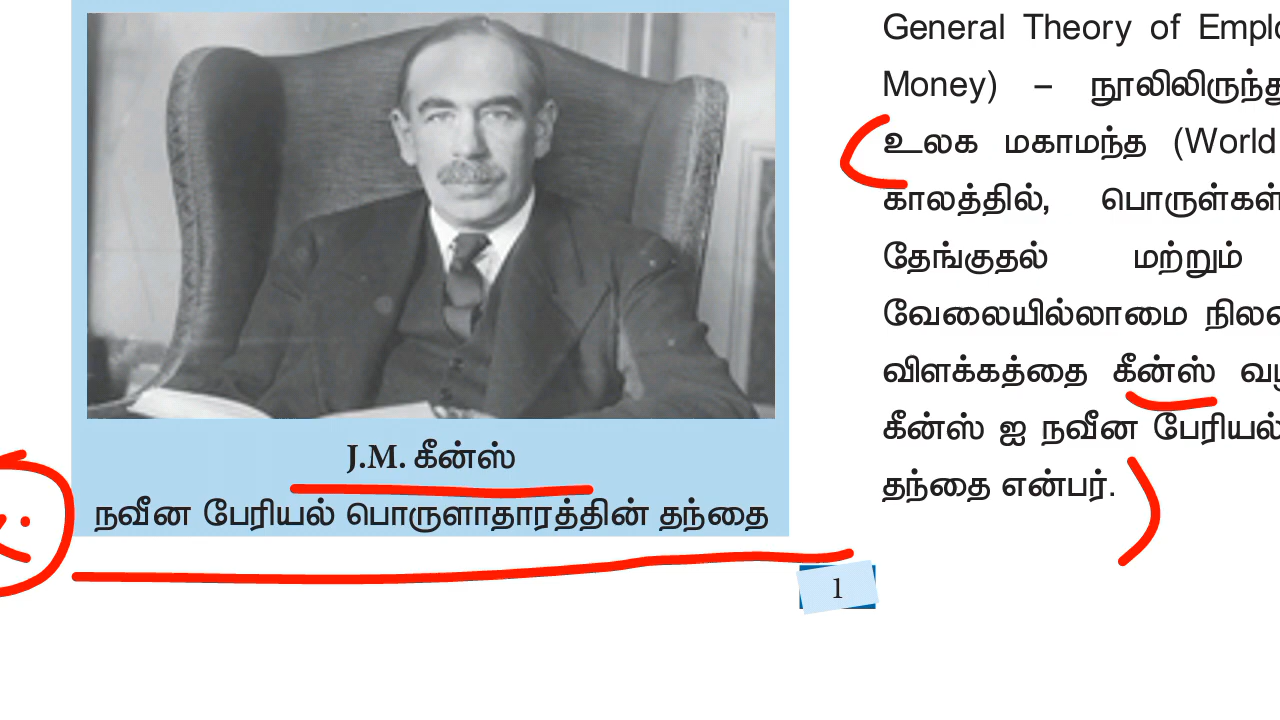 J.M. கீன்ஸ்
நவீன பேரியல் பொருளாதாரத்தின் தந்தை
General Theory of
Money) – நூலிலிருந்து
உலக மகாமந்த (World
காலத்தில், பொருள்கள்
தேங்குதல் மற்றும்
வேலையில்லாமை
விளக்கத்தை கீன்ஸ்
கீன்ஸ் ஐ நவீன பேரியல்
தந்தை என்பர்.
1